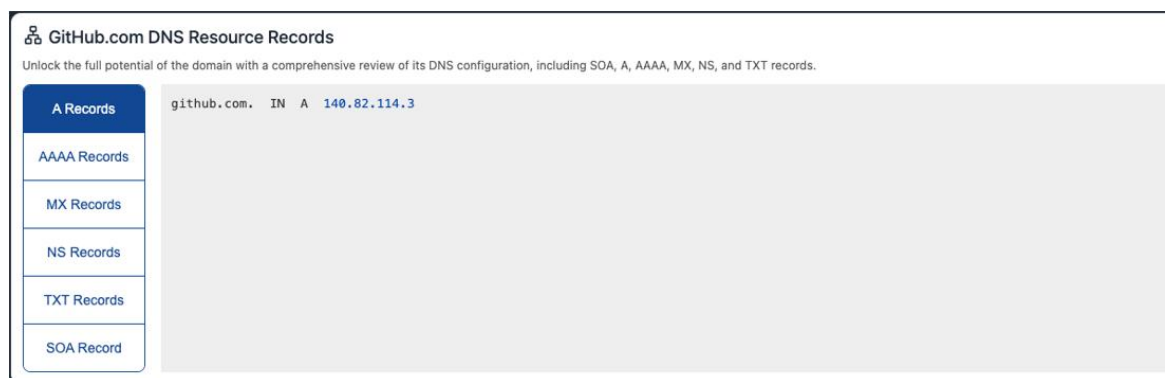 GitHub.com DNS Resource Records
Unlock the full potential of the domain with a comprehensive review of its DNS configuration, including SOA, A, AAAA, MX, NS, and TXT records.
A Records
github.com. IN A 140.82.114.3
AAAA Records
MX Records
NS Records
TXT Records
SOA Record